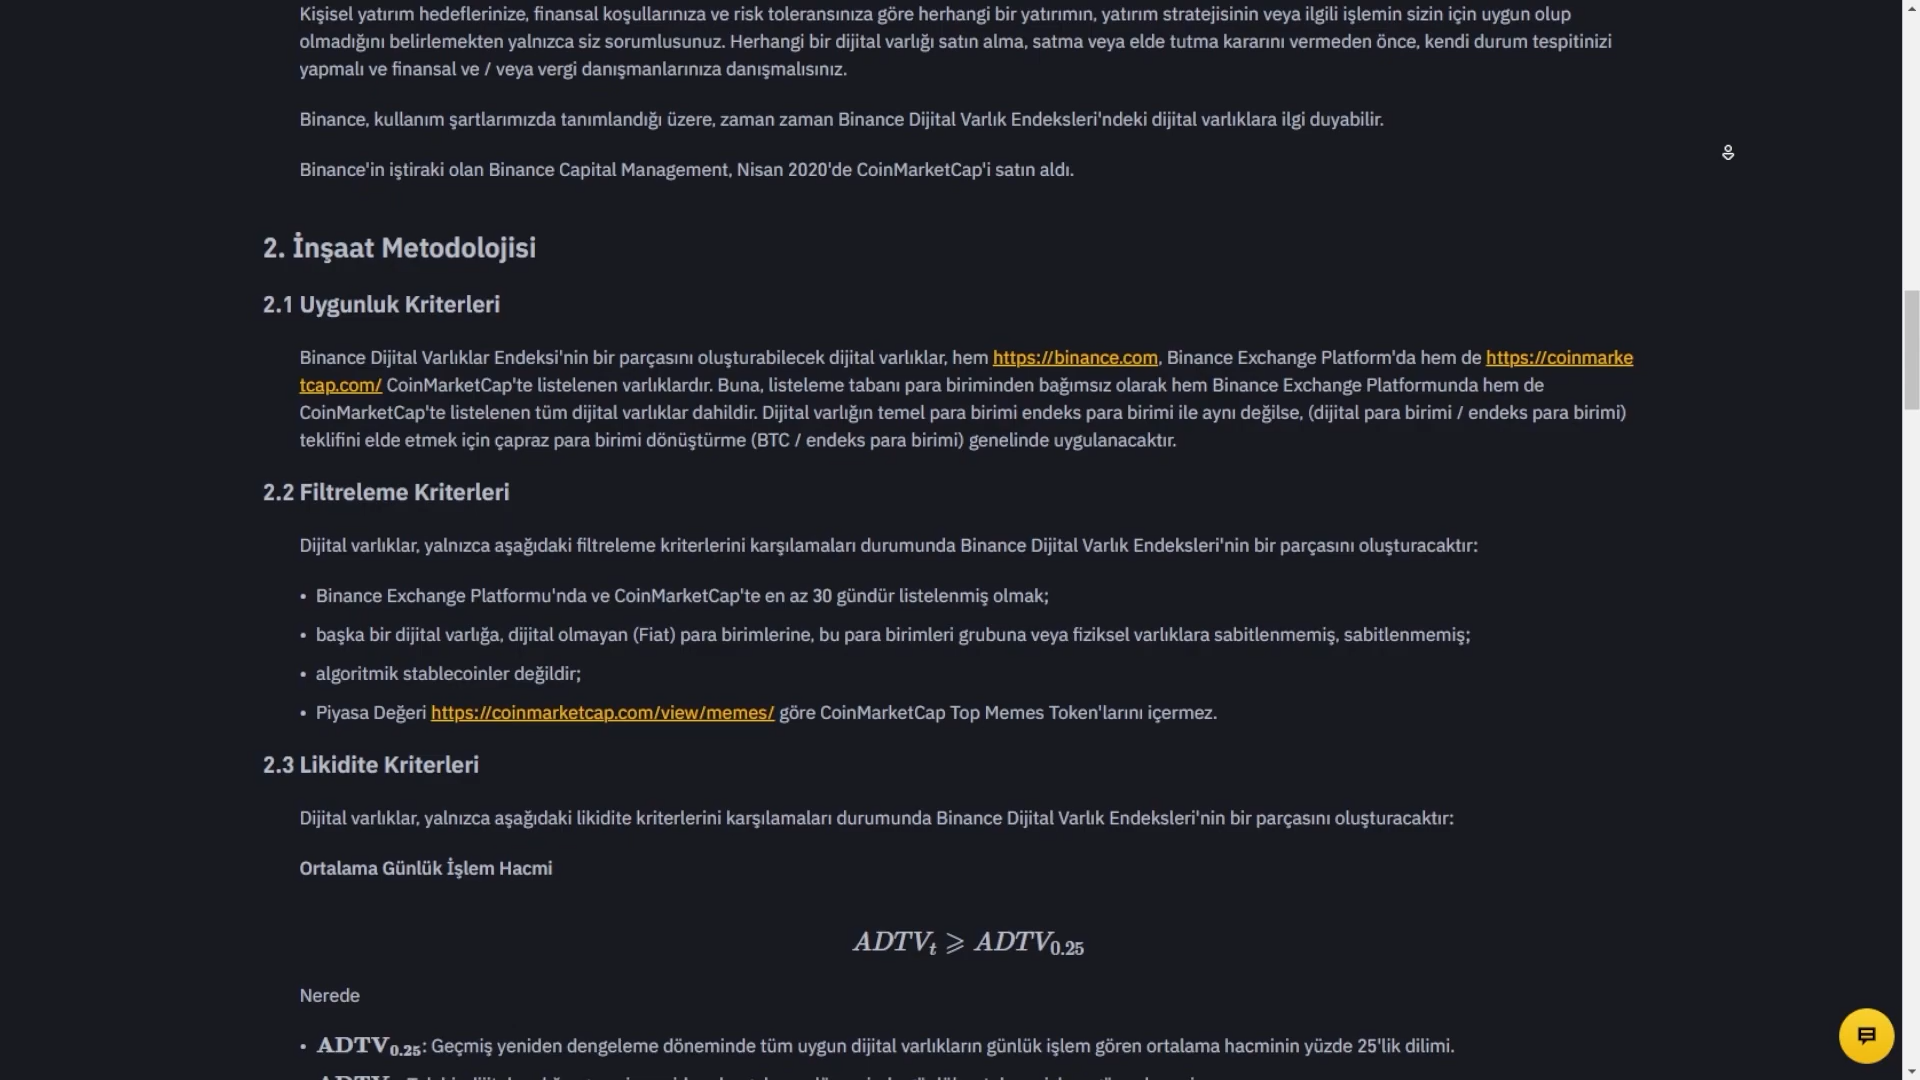 Kişisel yatırım hedeflerinize, finansal koşullarınıza ve risk toleransınıza göre herhangi bir yatırımın, yatırım stratejisinin veya ilgili işlemin sizin için uygun olup
olmadığını belirlemekten yalnızca siz sorumlusunuz. Herhangi bir dijital varlığı satın alma, satma veya elde tutma kararını vermeden önce, kendi durum tespitinizi
yapmalı ve finansal ve / veya vergi danışmanlarınıza danışmalısınız.
Binance, kullanım şartlarımızda tanımlandığı üzere, zaman zaman Binance Dijital Varlık Endeksleri'ndeki dijital varlıklara ilgi duyabilir.
Binance'in iştiraki olan Binance Capital Management, Nisan 2020'de CoinMarketCap'i satın aldı.
2. İnşaat Metodolojisi
2.1 Uygunluk Kriterleri
Binance Dijital Varlıklar Endeksi'nin bir parçasını oluşturabilecek dijital varlıklar, hem https://binance.com, Binance Exchange Platform'da hem de https://coinmarke
tcap.com/ CoinMarketCap'te listelenen varlıklardır. Buna, listeleme tabanı para biriminden bağımsız olarak hem Binance Exchange Platformunda hem de
CoinMarketCap'te listelenen tüm dijital varlıklar dahildir. Dijital varlığın temel para birimi endeks para birimi ile aynı değilse, (dijital para birimi / endeks para birimi)
teklifini elde etmek için çapraz para birimi dönüştürme (BTC / endeks para birimi) genelinde uygulanacaktır.
2.2 Filtreleme Kriterleri
Dijital varlıklar, yalnızca aşağıdaki filtreleme kriterlerini karşılamaları durumunda Binance Dijital Varlık Endeksleri'nin bir parçasını oluşturacaktır:
• Binance Exchange Platformu'nda ve CoinMarketCap'te en az 30 gündür listelenmiş olmak;
• başka bir dijital varlığa, dijital olmayan (Fiat) para birimlerine, bu para birimleri grubuna veya fiziksel varlıklara sabitlenmemiş, sabitlenmemiş;
• algoritmik stablecoinler değildir;
• Piyasa Değeri https://coinmarketcap.com/view/memes/ göre CoinMarketCap Top Memes Token'larını içermez.
2.3 Likidite Kriterleri
Dijital varlıklar, yalnızca aşağıdaki likidite kriterlerini karşılamaları durumunda Binance Dijital Varlık Endeksleri'nin bir parçasını oluşturacaktır:
Ortalama Günlük İşlem Hacmi
ADTVₜ ⩾ ADTV₀.₂₅
Nerede
• ADTV₀.₂₅: Geçmiş yeniden dengeleme döneminde tüm uygun dijital varlıkların günlük işlem gören ortalama hacminin yüzde 25'lik dilimi.